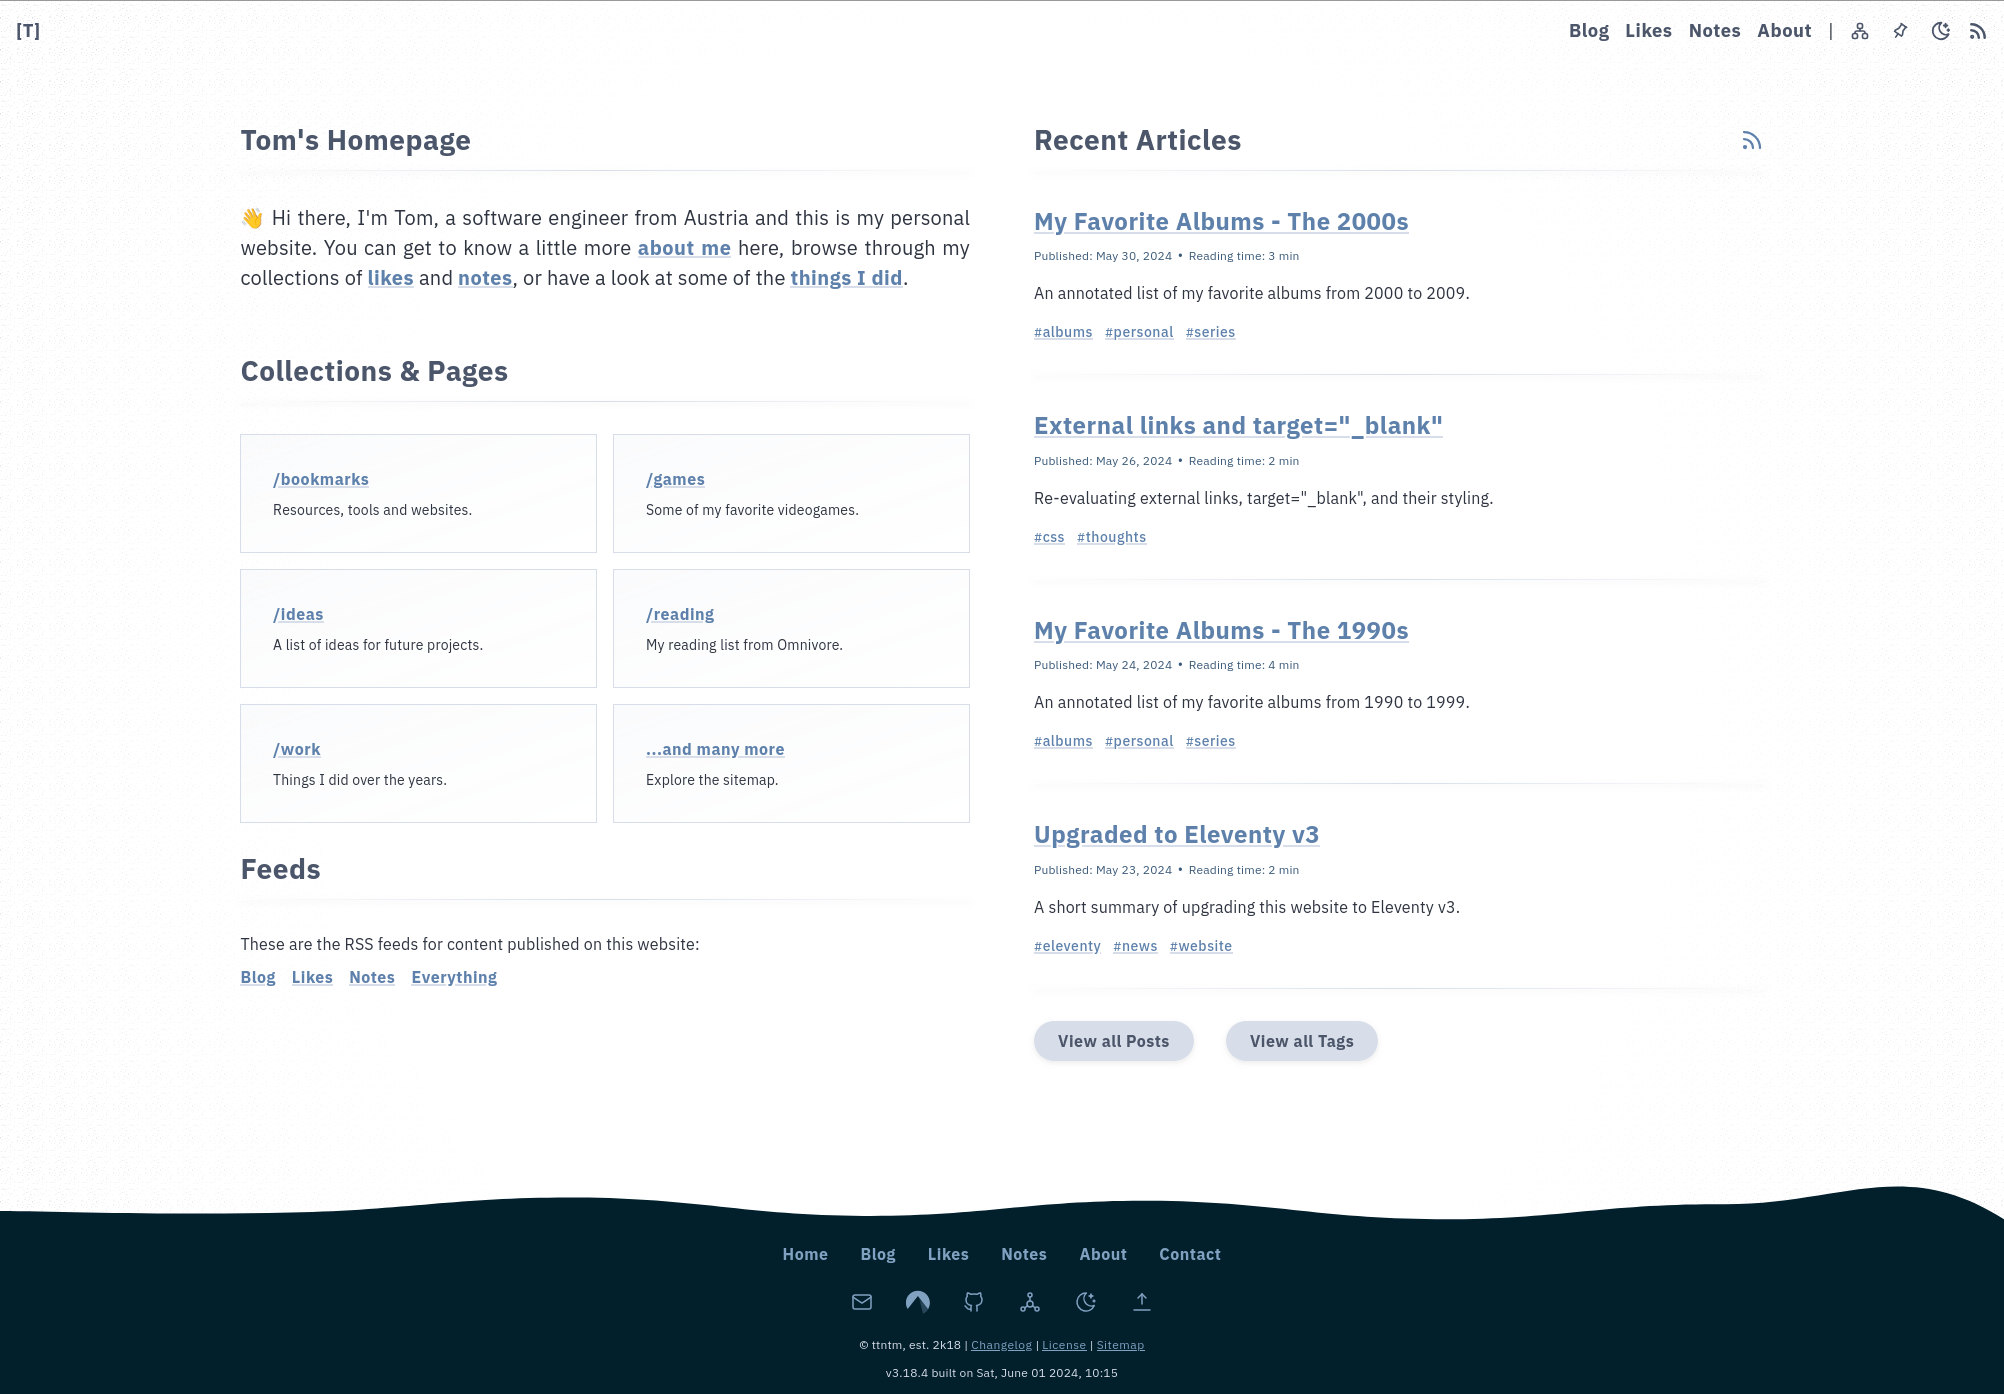 [T]
Blog Likes Notes About |
Tom's Homepage
👋 Hi there, I'm Tom, a software engineer from Austria and this is my personal
website. You can get to know a little more about me here, browse through my
collections of likes and notes, or have a look at some of the things I did.
Collections & Pages
/bookmarks
Resources, tools and websites.
/games
Some of my favorite videogames.
/ideas
A list of ideas for future projects.
/reading
My reading list from Omnivore.
/work
Things I did over the years.
...and many more
Explore the sitemap.
Feeds
These are the RSS feeds for content published on this website:
Blog Likes Notes Everything
Recent Articles
My Favorite Albums - The 2000s
Published: May 30, 2024 • Reading time: 3 min
An annotated list of my favorite albums from 2000 to 2009.
#albums #personal #series
External links and target="_blank"
Published: May 26, 2024 • Reading time: 2 min
Re-evaluating external links, target="_blank", and their styling.
#css #thoughts
My Favorite Albums - The 1990s
Published: May 24, 2024 • Reading time: 4 min
An annotated list of my favorite albums from 1990 to 1999.
#albums #personal #series
Upgraded to Eleventy v3
Published: May 23, 2024 • Reading time: 2 min
A short summary of upgrading this website to Eleventy v3.
#eleventy #news #website
View all Posts View all Tags
Home Blog Likes Notes About Contact
© ttntm, est. 2k18 | Changelog | License | Sitemap
v3.18.4 built on Sat, June 01 2024, 10:15